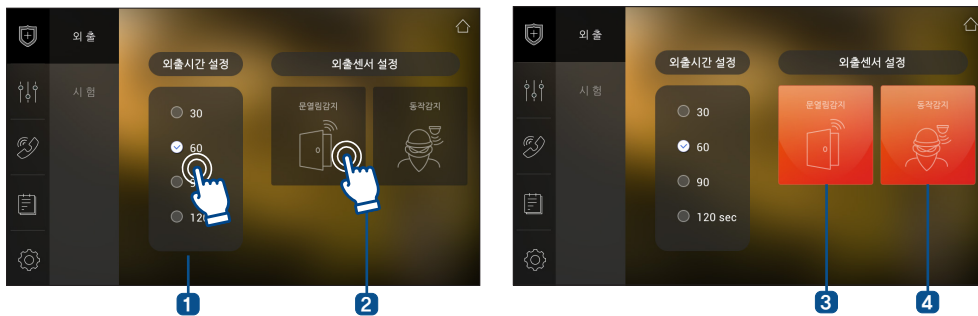 외 출
시 험
외출시간 설정
외출센서 설정
30
60
9
120
문열림감지
동작감지
1
2
외 출
시 험
외출시간 설정
외출센서 설정
30
60
90
120 sec
문열림감지
동작감지
3
4